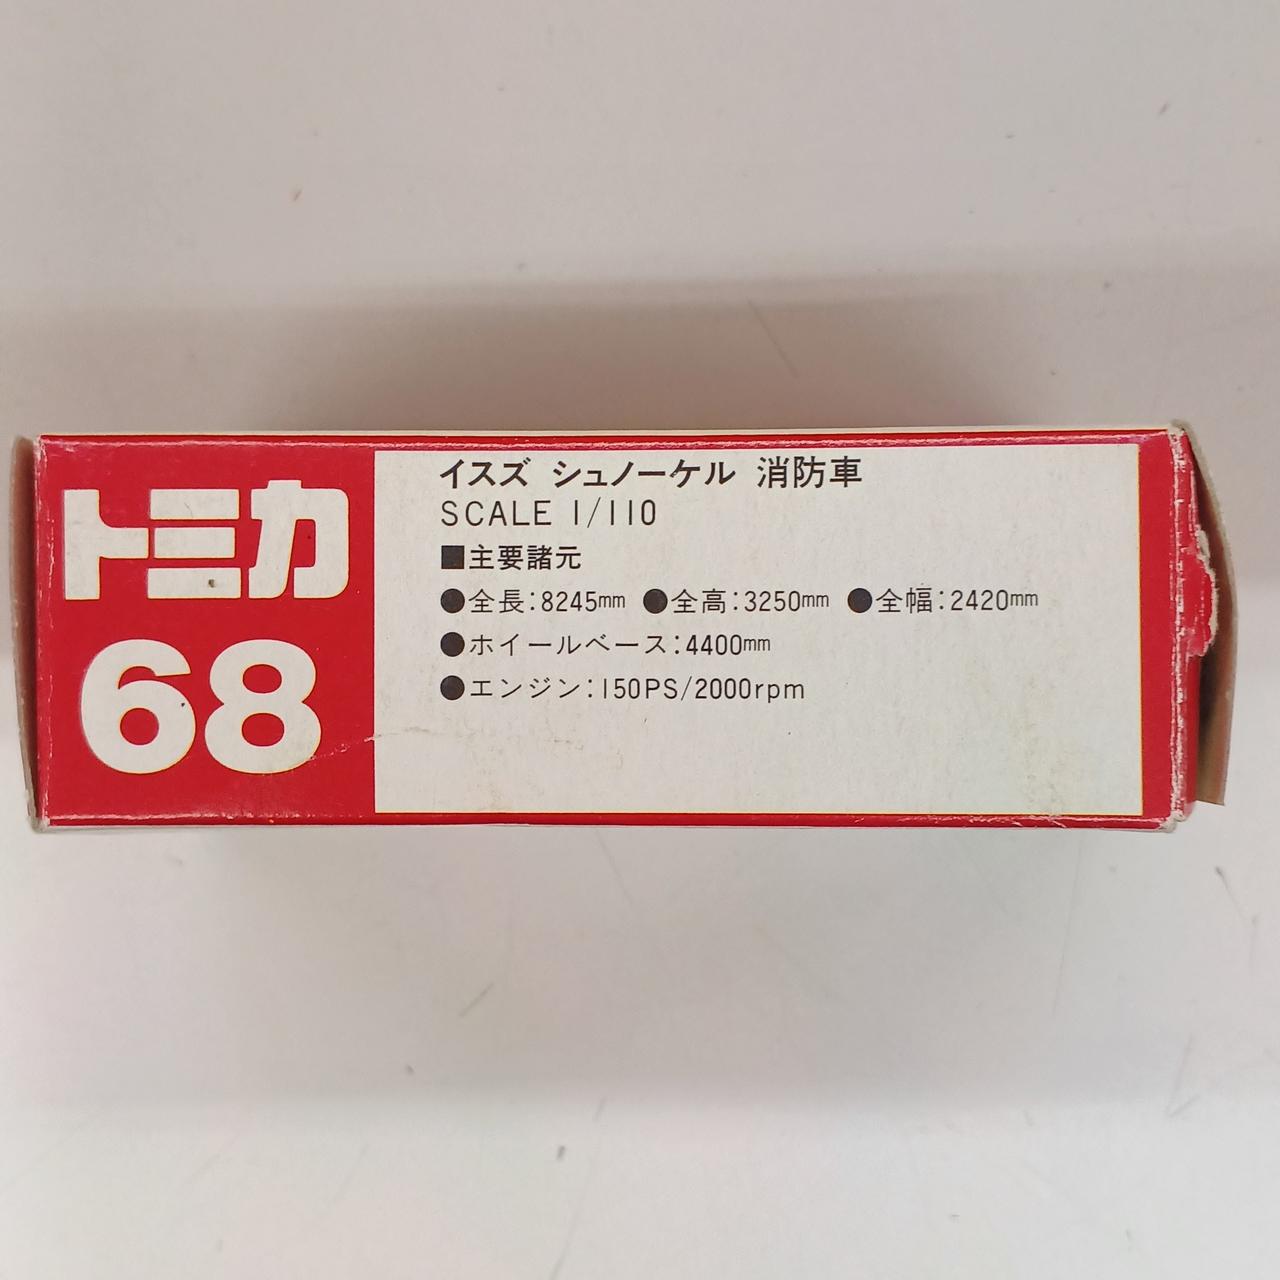 トミカ
68
イスズ シュノーケル 消防車
SCALE 1/110
■主要諸元
●全長:8245mm ●全高:3250mm ●全幅:2420mm
●ホイールベース:4400mm
●エンジン:150PS/2000rpm